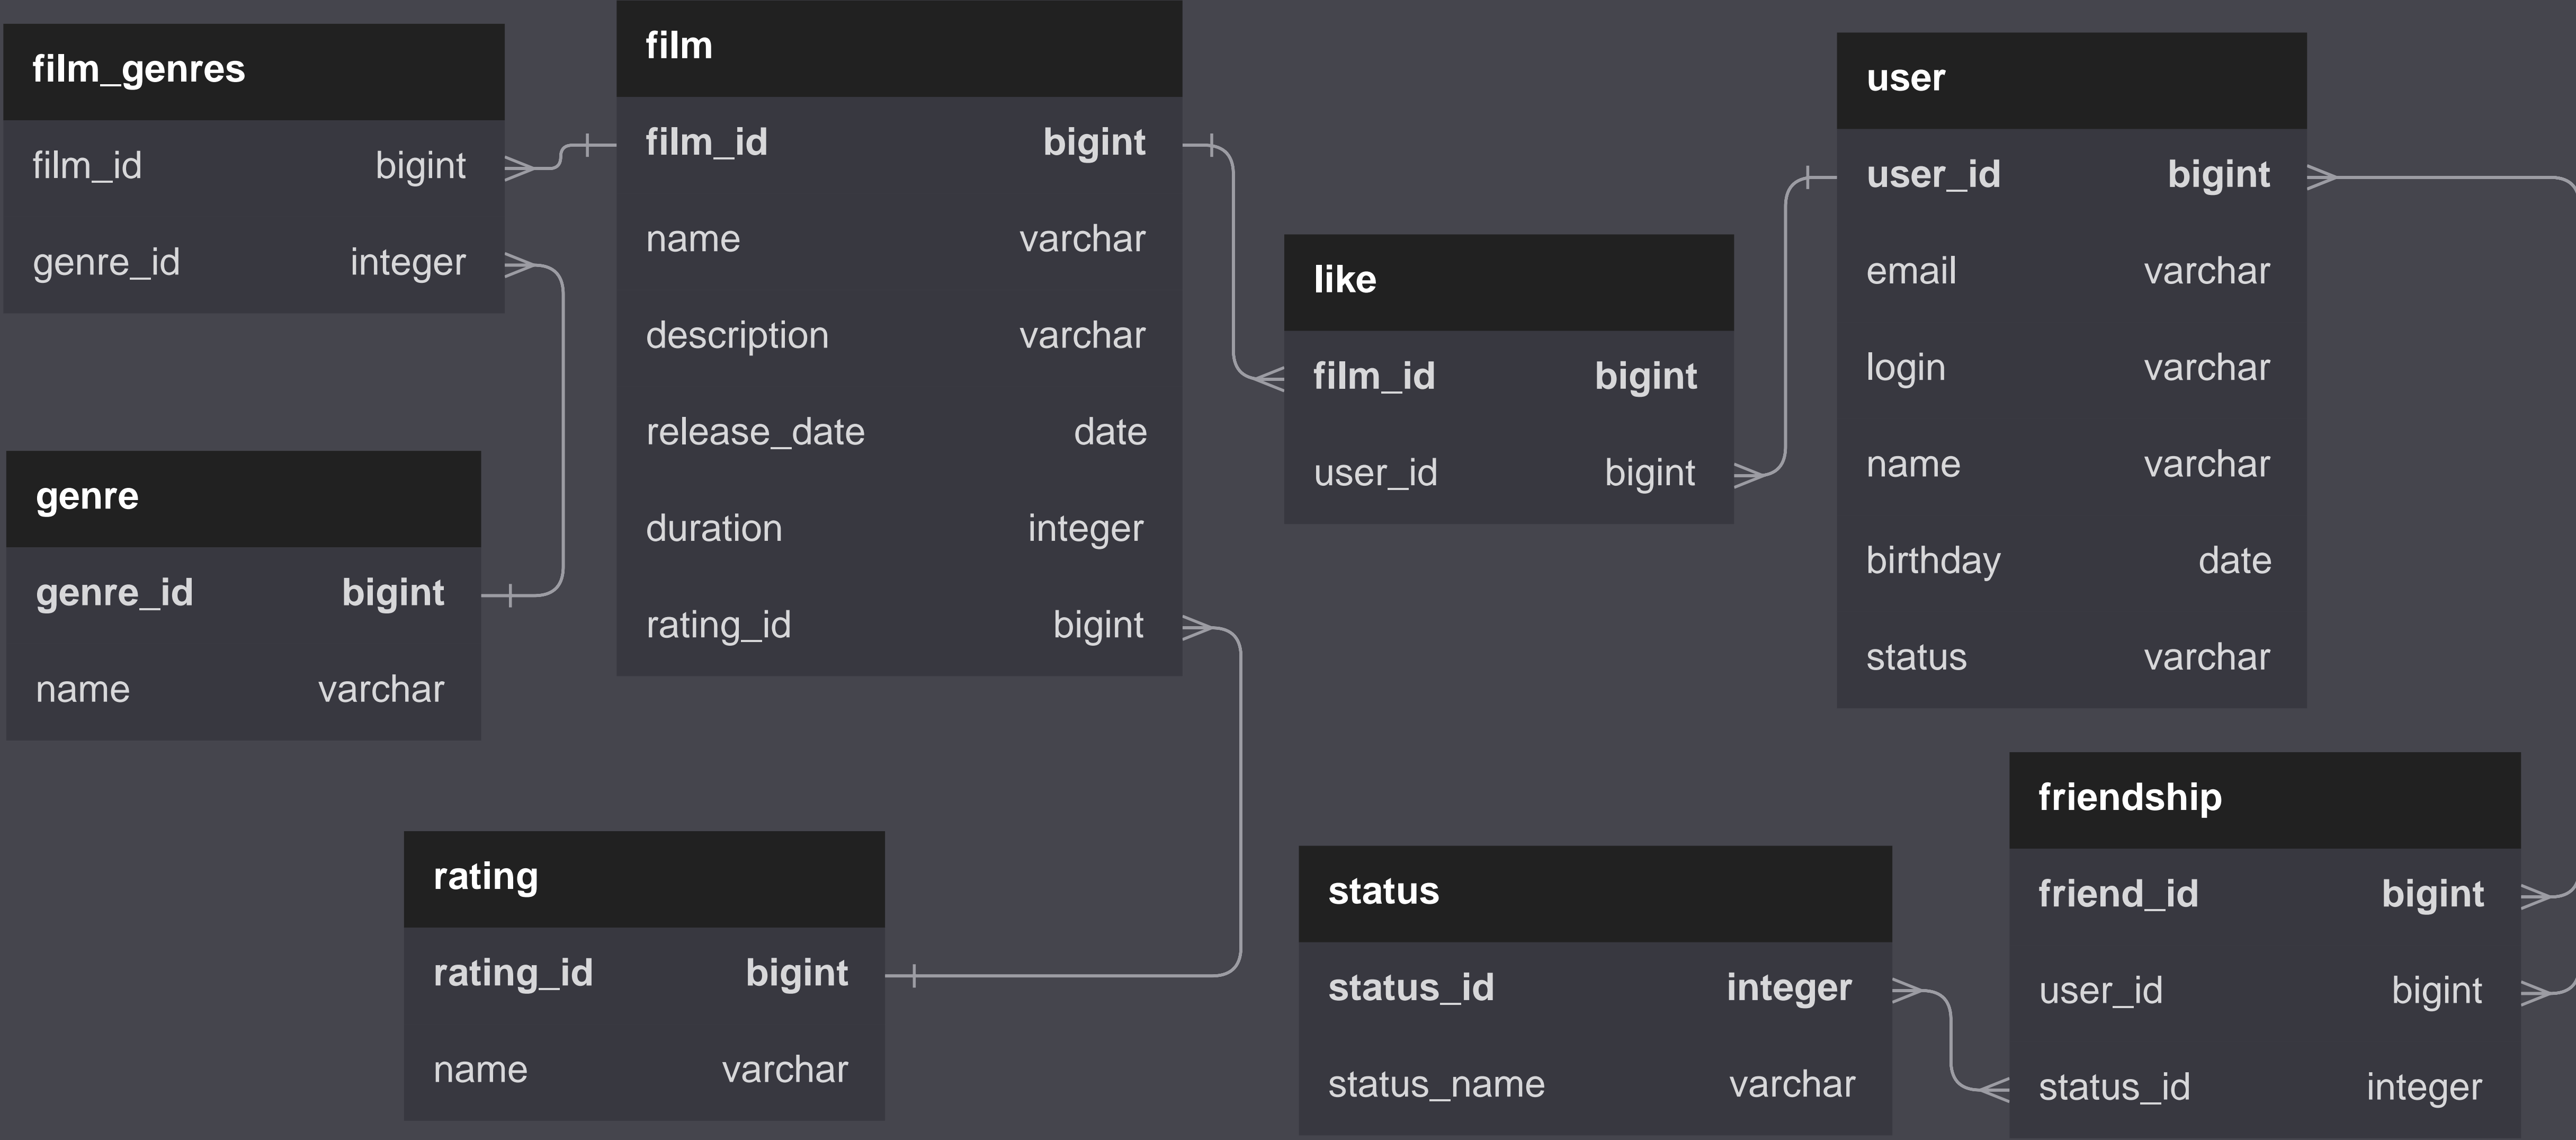 film_genres
film_id bigint
genre_id integer
film
film_id bigint
name varchar
description varchar
release_date date
duration integer
rating_id bigint
like
film_id bigint
user_id bigint
user
user_id bigint
email varchar
login varchar
name varchar
birthday date
status varchar
genre
genre_id bigint
name varchar
rating
rating_id bigint
name varchar
status
status_id integer
status_name varchar
friendship
friend_id bigint
user_id bigint
status_id integer